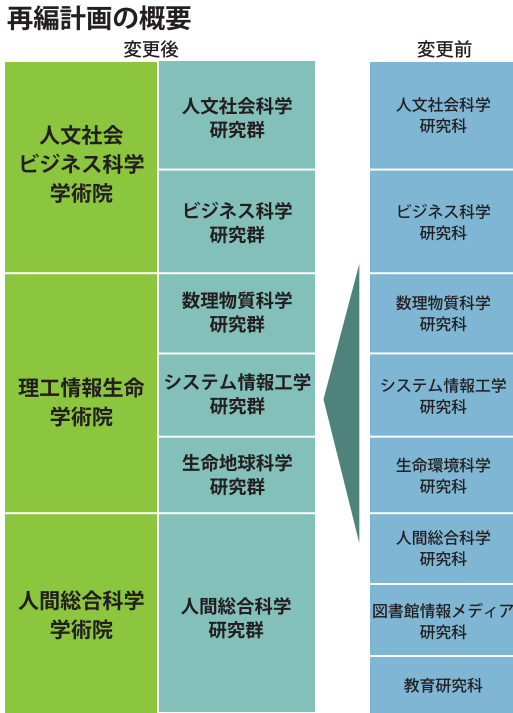 再編計画の概要
変更後
変更前
人文社会
ビジネス科学
学術院
人文社会科学
研究群
ビジネス科学
研究群
理工情報生命
学術院
数理物質科学
研究群
システム情報工学
研究群
生命地球科学
研究群
人間総合科学
学術院
人間総合科学
研究群
人文社会科学
研究科
ビジネス科学
研究科
数理物質科学
研究科
システム情報工学
研究科
生命環境科学
研究科
人間総合科学
研究科
図書館情報メディア
研究科
教育研究科